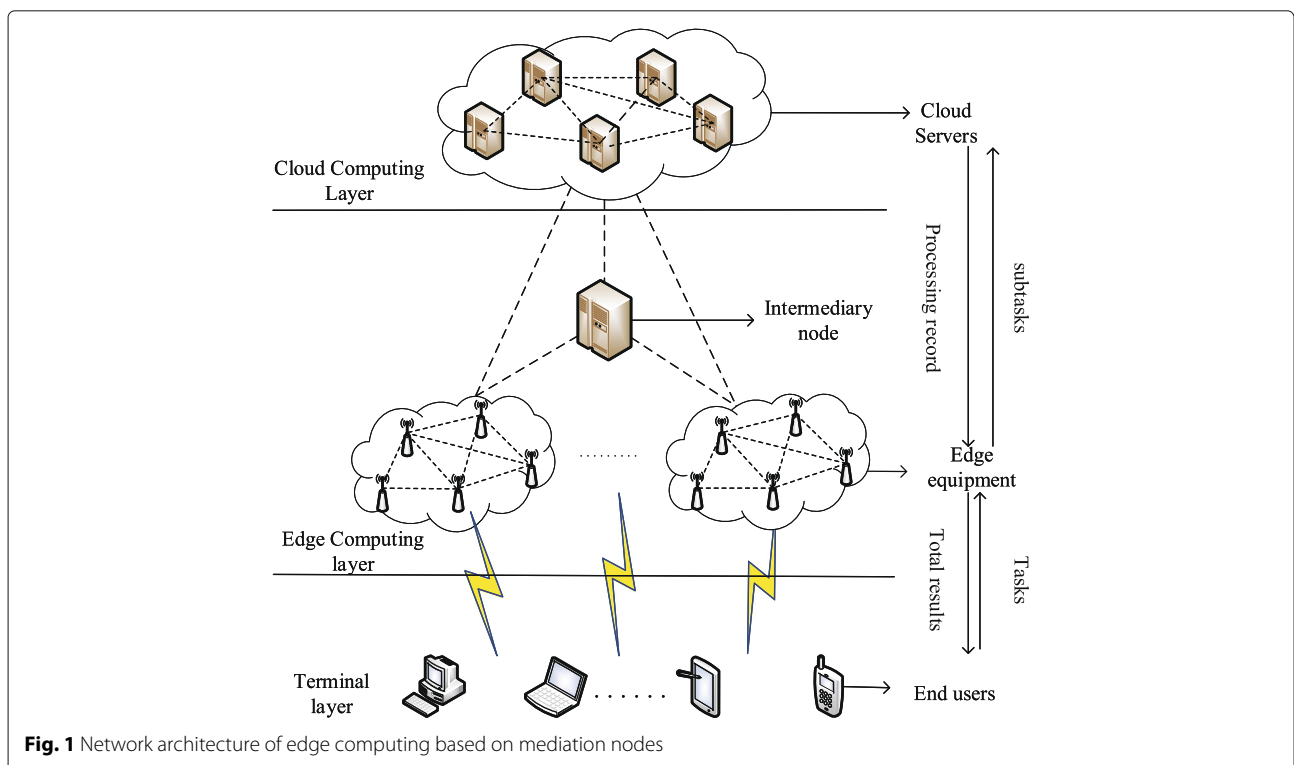 Cloud
Servers
Cloud Computing
Layer
Processing record
subtasks
Intermediary
node
Edge
equipment
Edge Computing
layer
Total results
Tasks
Terminal
layer
End users
Fig. 1 Network architecture of edge computing based on mediation nodes